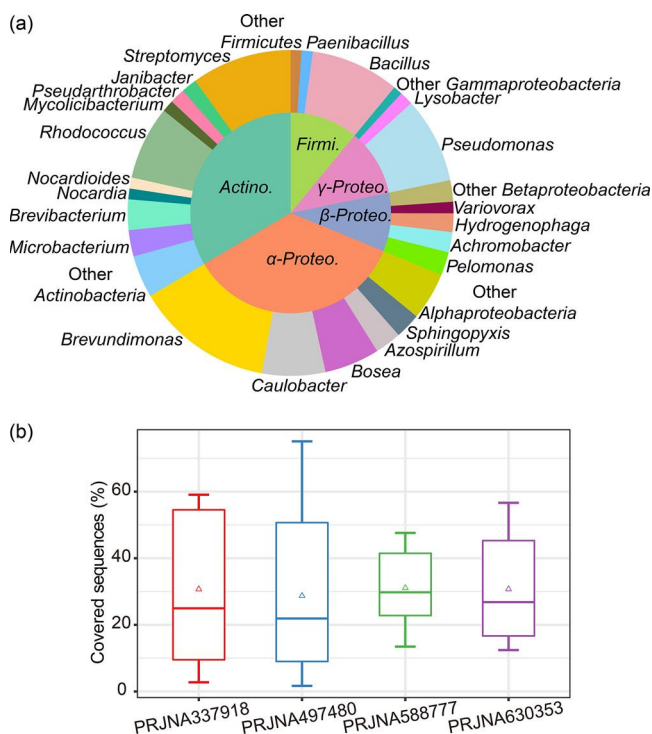 (a)
Other
Firmicutes
Paenibacillus
Streptomyces
Bacillus
Janibacter
Other Gammaproteobacteria
Pseudarthrobacter
Lysobacter
Mycolicibacterium
Rhodococcus
Pseudomonas
Firmi.
Actino.
γ-Proteo.
β-Proteo.
α-Proteo.
Nocardioides
Other Betaproteobacteria
Nocardia
Variovorax
Brevibacterium
Hydrogenophaga
Microbacterium
Achromobacter
Pelomonas
Other
Actinobacteria
Other
Alphaproteobacteria
Brevundimonas
Sphingopyxis
Azospirillum
Bosea
Caulobacter
(b)
Covered sequences (%)
60
40
20
0
PRJNA337918
PRJNA497480
PRJNA588777
PRJNA630353